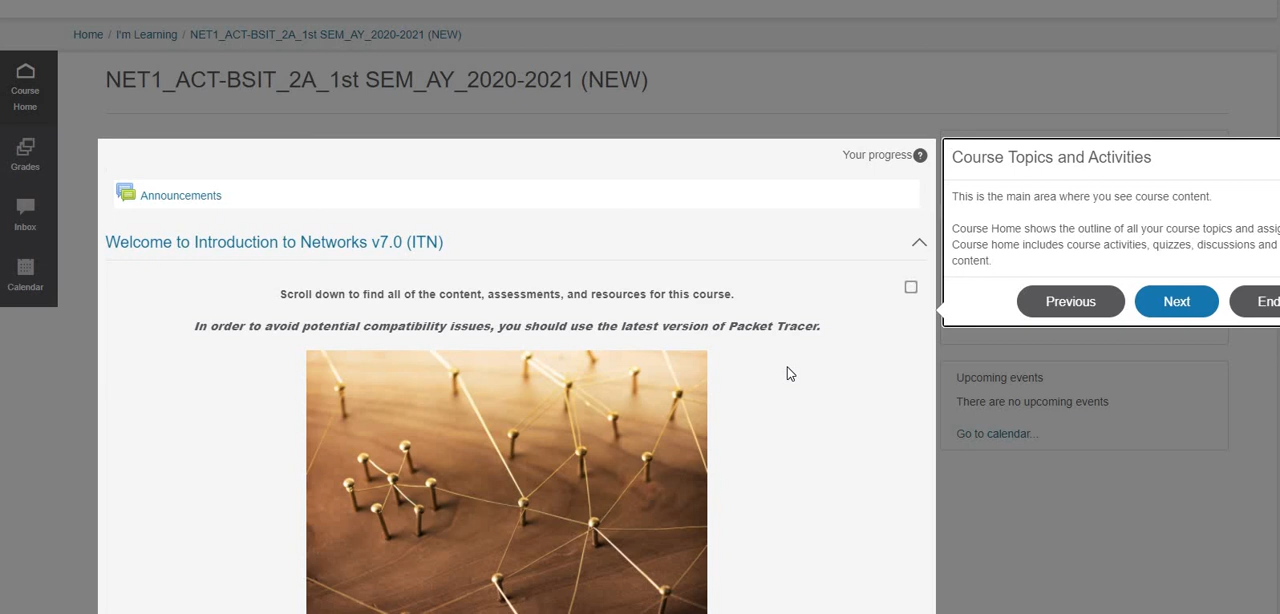 Home / I'm Learning / NET1_ACT-BSIT_2A_1st SEM_AY_2020-2021 (NEW)
Course
Home
Grades
Inbox
Calendar
NET1_ACT-BSIT_2A_1st SEM_AY_2020-2021 (NEW)
Your progress ?
Announcements
Welcome to Introduction to Networks v7.0 (ITN)
Scroll down to find all of the content, assessments, and resources for this course.
In order to avoid potential compatibility issues, you should use the latest version of Packet Tracer.
Course Topics and Activities
This is the main area where you see course content.
Course Home shows the outline of all your course topics and
Course home includes course activities, quizzes, discussions and
content.
Previous
Next
End
Upcoming events
There are no upcoming events
Go to calendar...